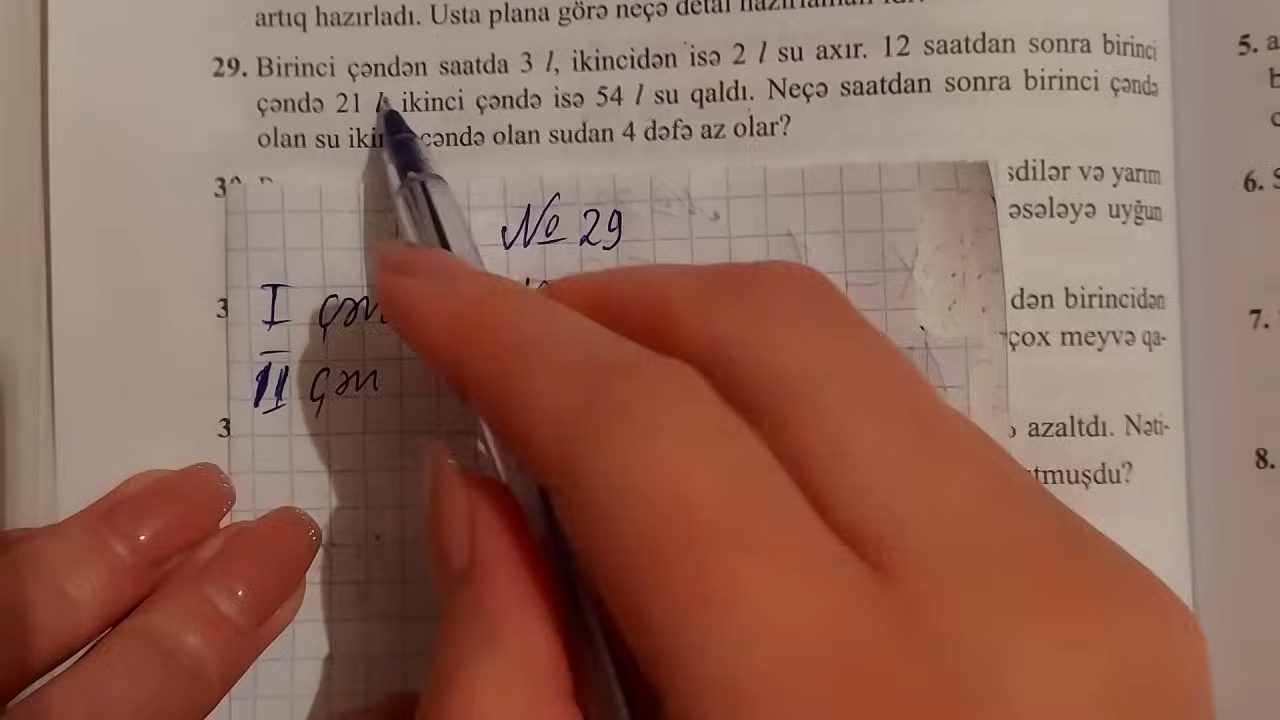 artıq hazırladı. Usta plana görə neçə detal
29. Birinci çəndən saatda 3 l, ikincidən isə 2 l su axır. 12 saatdan sonra birinci
çəndə 21 l, ikinci çəndə isə 54 l su qaldı. Neçə saatdan sonra birinci çəndə
olan su çəndə olan sudan 4 dəfə az olar?
sdilər və yarım
əsələyə uyğun
№ 29
3
dən birincidən
çox meyvə qa-
I
II çən
3
azaltdı. Nəti-
tmuşdu?
5. a
b
c
6. S
7.
8.